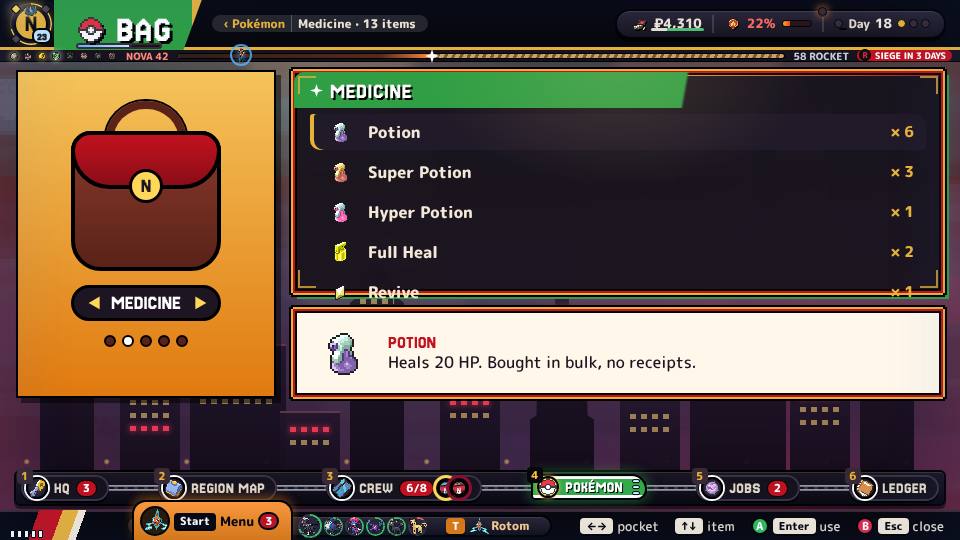 N
23
BAG
‹ Pokémon | Medicine · 13 items
₽4,310
22%
Day 18
NOVA 42
58 ROCKET
R SIEGE IN 3 DAYS
MEDICINE
Potion × 6
Super Potion × 3
Hyper Potion × 1
Full Heal × 2
Revive × 1
N
MEDICINE
POTION
Heals 20 HP. Bought in bulk, no receipts.
1 HQ 3
2 REGION MAP
3 CREW 6/8
4 POKÉMON
5 JOBS 2
6 LEDGER
Start Menu 3
T Rotom
←→ pocket
↑↓ item
A Enter use
B Esc close